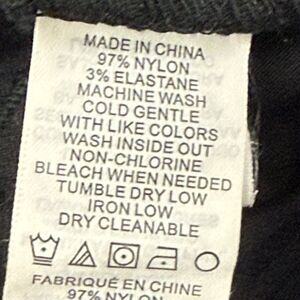 MADE IN CHINA
97% NYLON
3% ELASTANE
MACHINE WASH
COLD GENTLE
WITH LIKE COLORS
WASH INSIDE OUT
NON-CHLORINE
BLEACH WHEN NEEDED
TUMBLE DRY LOW
IRON LOW
DRY CLEANABLE
FABRIQUÉ EN CHINE
97% NYLON